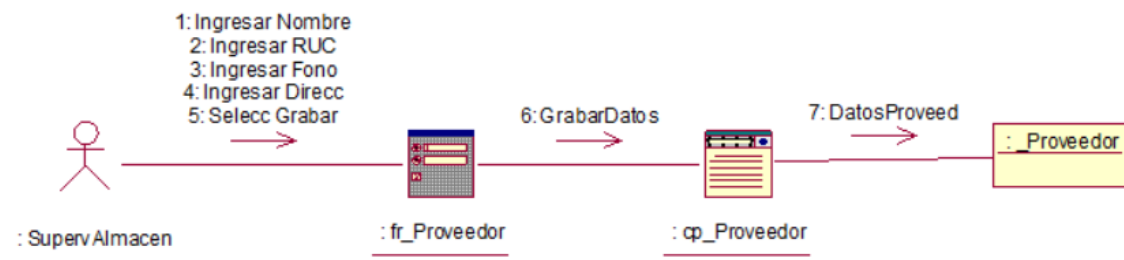 1: Ingresar Nombre
2: Ingresar RUC
3: Ingresar Fono
4: Ingresar Direcc
5: Selecc Grabar
6: GrabarDatos
7: DatosProveed
: SupervAlmacen
: fr_Proveedor
: cp_Proveedor
: _Proveedor